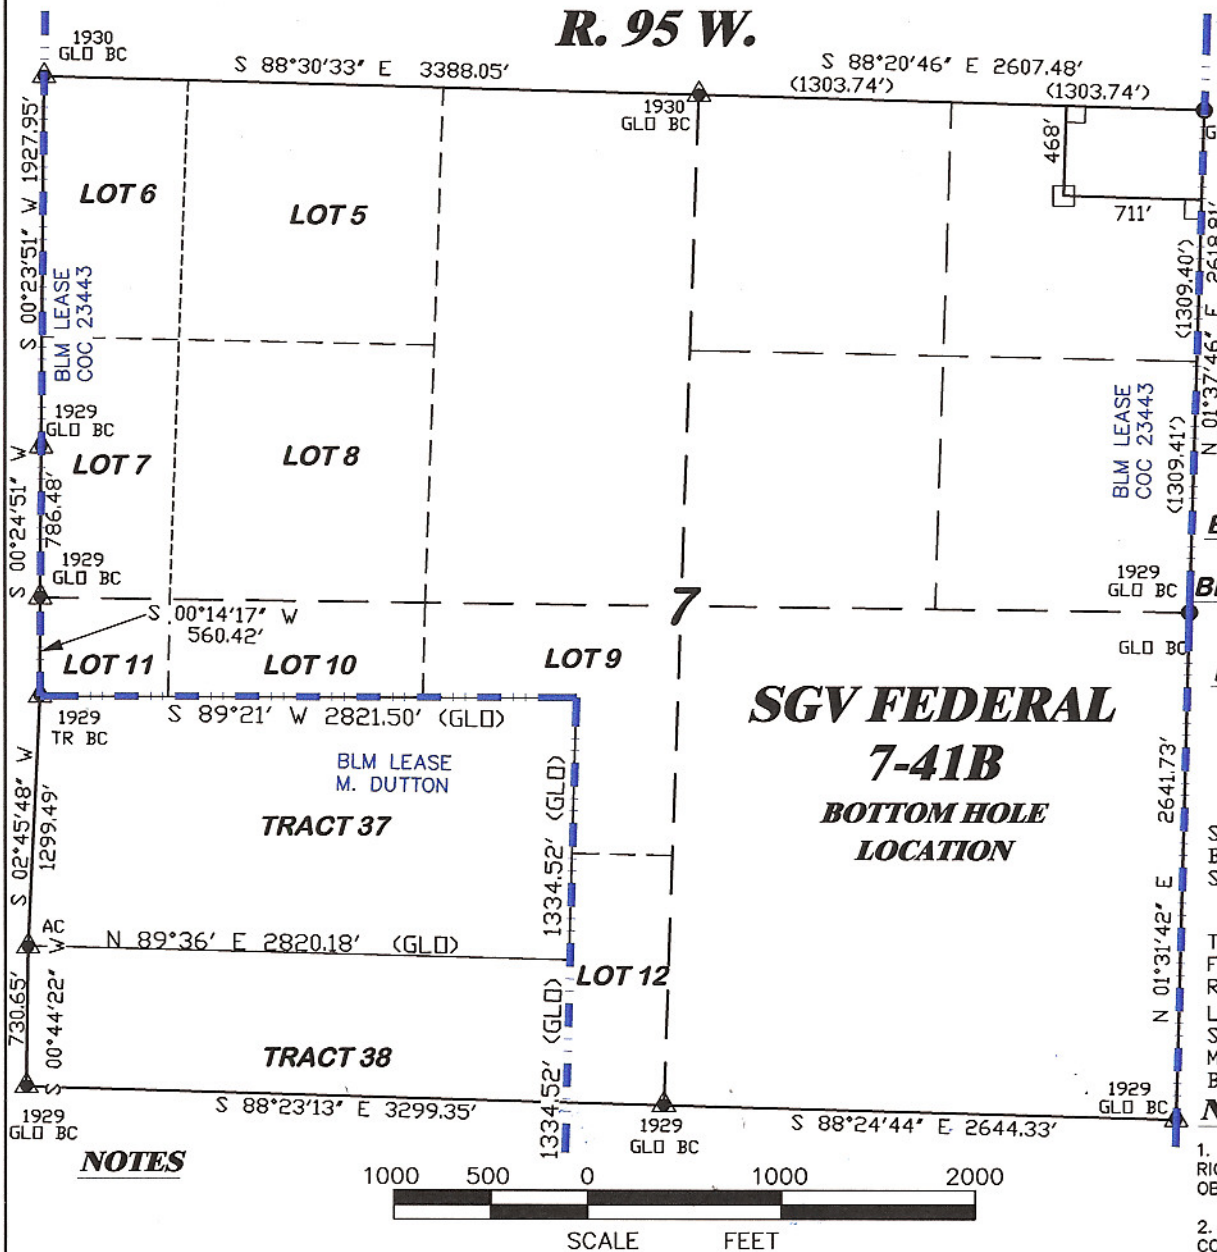 R. 95 W.
1930
GLO BC
S 88°30'33" E 3388.05'
S 88°20'46" E 2607.48'
(1303.74')
(1303.74')
1930
GLO BC
G
468'
711'
S 00°23'51" W 1927.95'
LOT 6
LOT 5
BLM LEASE
COC 23443
(1309.40')
N 01°37'46" E 2618.81'
1929
GLO BC
LOT 7
LOT 8
BLM LEASE
COC 23443
(1309.41')
S 00°24'51" W
786.48'
1929
GLO BC
7
1929
GLO BC
GLO BC
S 00°14'17" W
560.42'
LOT 11
LOT 10
LOT 9
S 89°21' W 2821.50' (GLO)
1929
TR BC
SGV FEDERAL
7-41B
BOTTOM HOLE
LOCATION
BLM LEASE
M. DUTTON
TRACT 37
S 02°45'48" W
1299.49'
1334.52' (GLO)
2641.73'
N 01°31'42" E
AC
N 89°36' E 2820.18' (GLO)
LOT 12
730.65'
S 00°44'22" W
TRACT 38
1334.52' (GLO)
1929
GLO BC
S 88°23'13" E 3299.35'
1929
GLO BC
S 88°24'44" E 2644.33'
1929
GLO BC
NOTES
1000 500 0 1000 2000
SCALE FEET
1.
RIG
OB
2.
CO